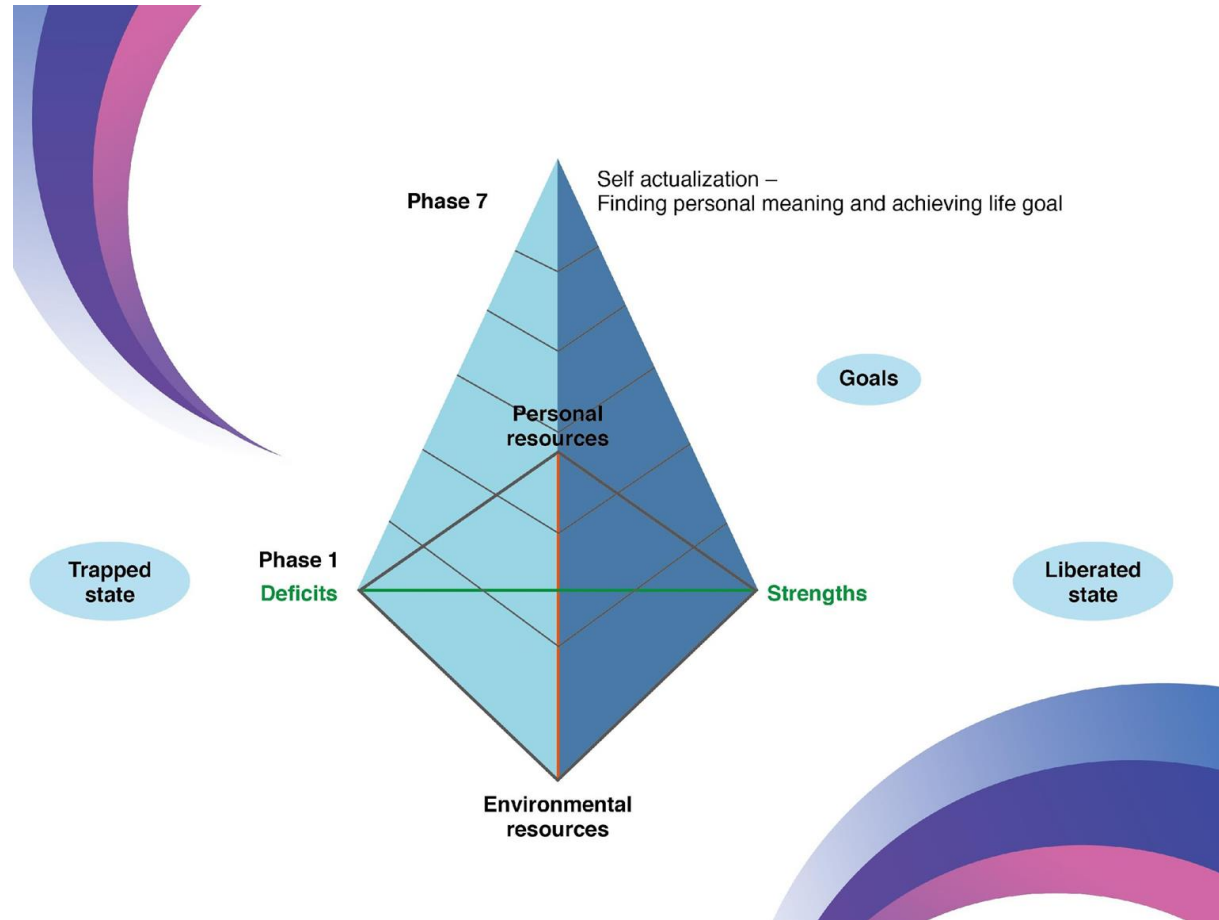 Phase 7
Self actualization –
Finding personal meaning and achieving life goal
Goals
Personal
resources
Phase 1
Deficits
Strengths
Trapped
state
Liberated
state
Environmental
resources